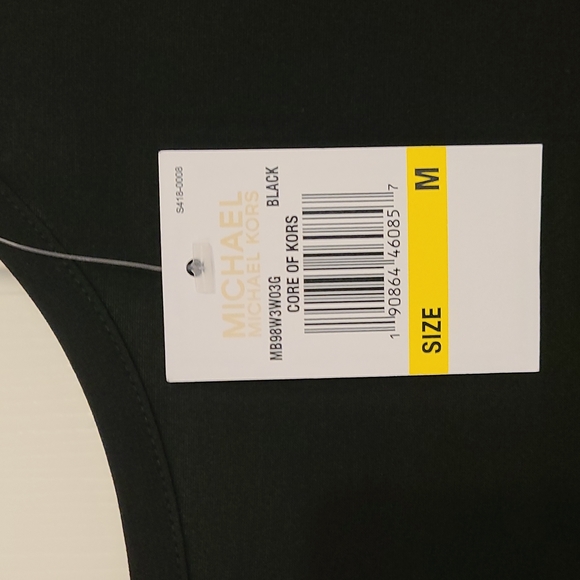 S418-0008
MICHAEL
MICHAEL KORS
MB98W3W03G BLACK
CORE OF KORS
1 90864 46085 7
SIZE M